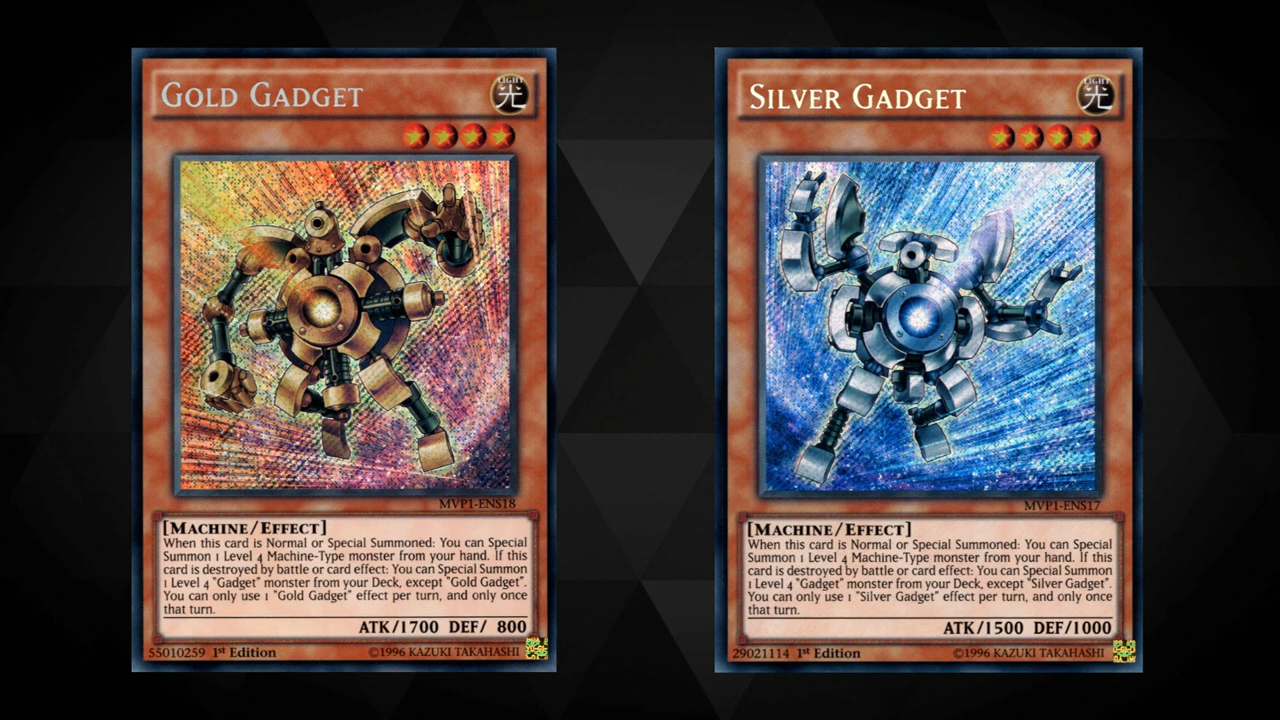 GOLD GADGET
LIGHT
光
MVP1-ENS18
[MACHINE/EFFECT]
When this card is Normal or Special Summoned: You can Special
Summon 1 Level 4 Machine-Type monster from your hand. If this
card is destroyed by battle or card effect: You can Special Summon
1 Level 4 "Gadget" monster from your Deck, except "Gold Gadget".
You can only use 1 "Gold Gadget" effect per turn, and only once
that turn.
ATK/1700 DEF/ 800
55010259 1st Edition ©1996 KAZUKI TAKAHASHI
SILVER GADGET
LIGHT
光
MVP1-ENS17
[MACHINE/EFFECT]
When this card is Normal or Special Summoned: You can Special
Summon 1 Level 4 Machine-Type monster from your hand. If this
card is destroyed by battle or card effect: You can Special Summon
1 Level 4 "Gadget" monster from your Deck, except "Silver Gadget".
You can only use 1 "Silver Gadget" effect per turn, and only once
that turn.
ATK/1500 DEF/1000
29021114 1st Edition ©1996 KAZUKI TAKAHASHI